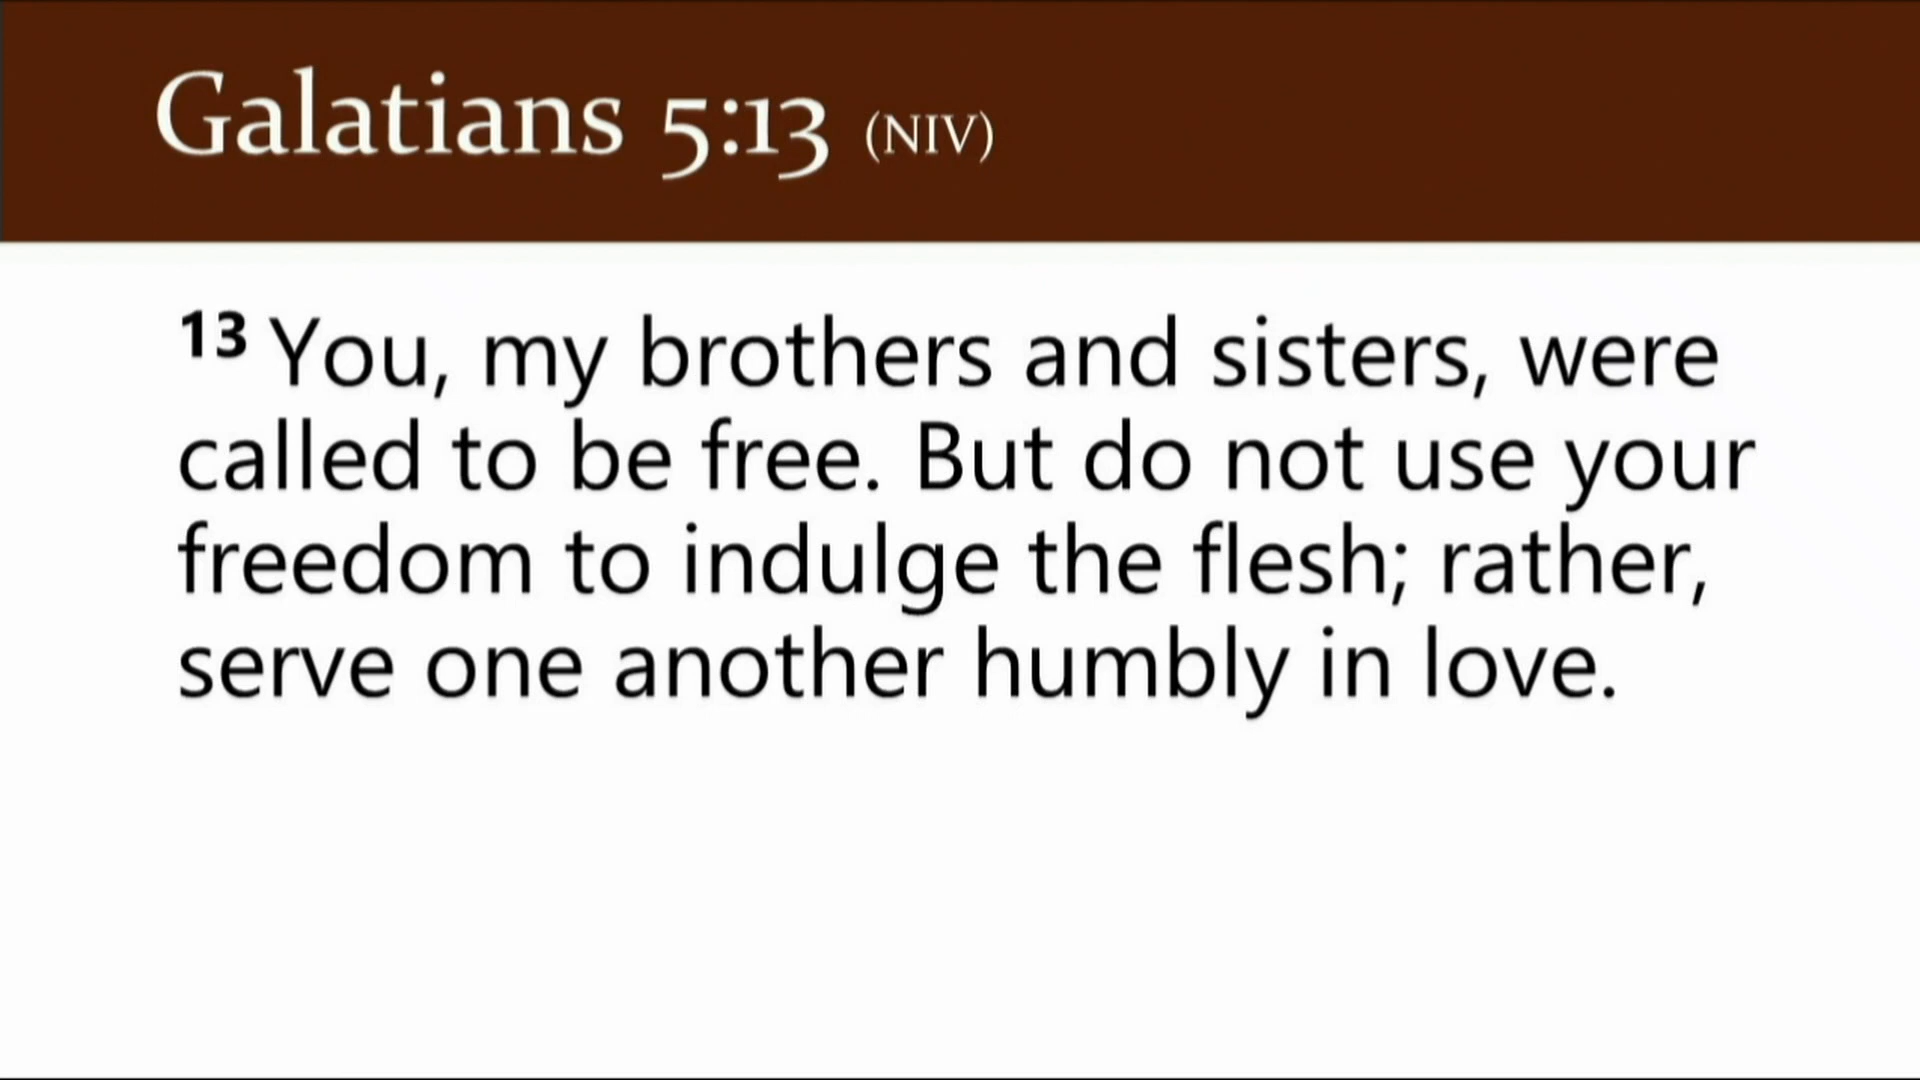 Galatians 5:13 (NIV)
13 You, my brothers and sisters, were
called to be free. But do not use your
freedom to indulge the flesh; rather,
serve one another humbly in love.